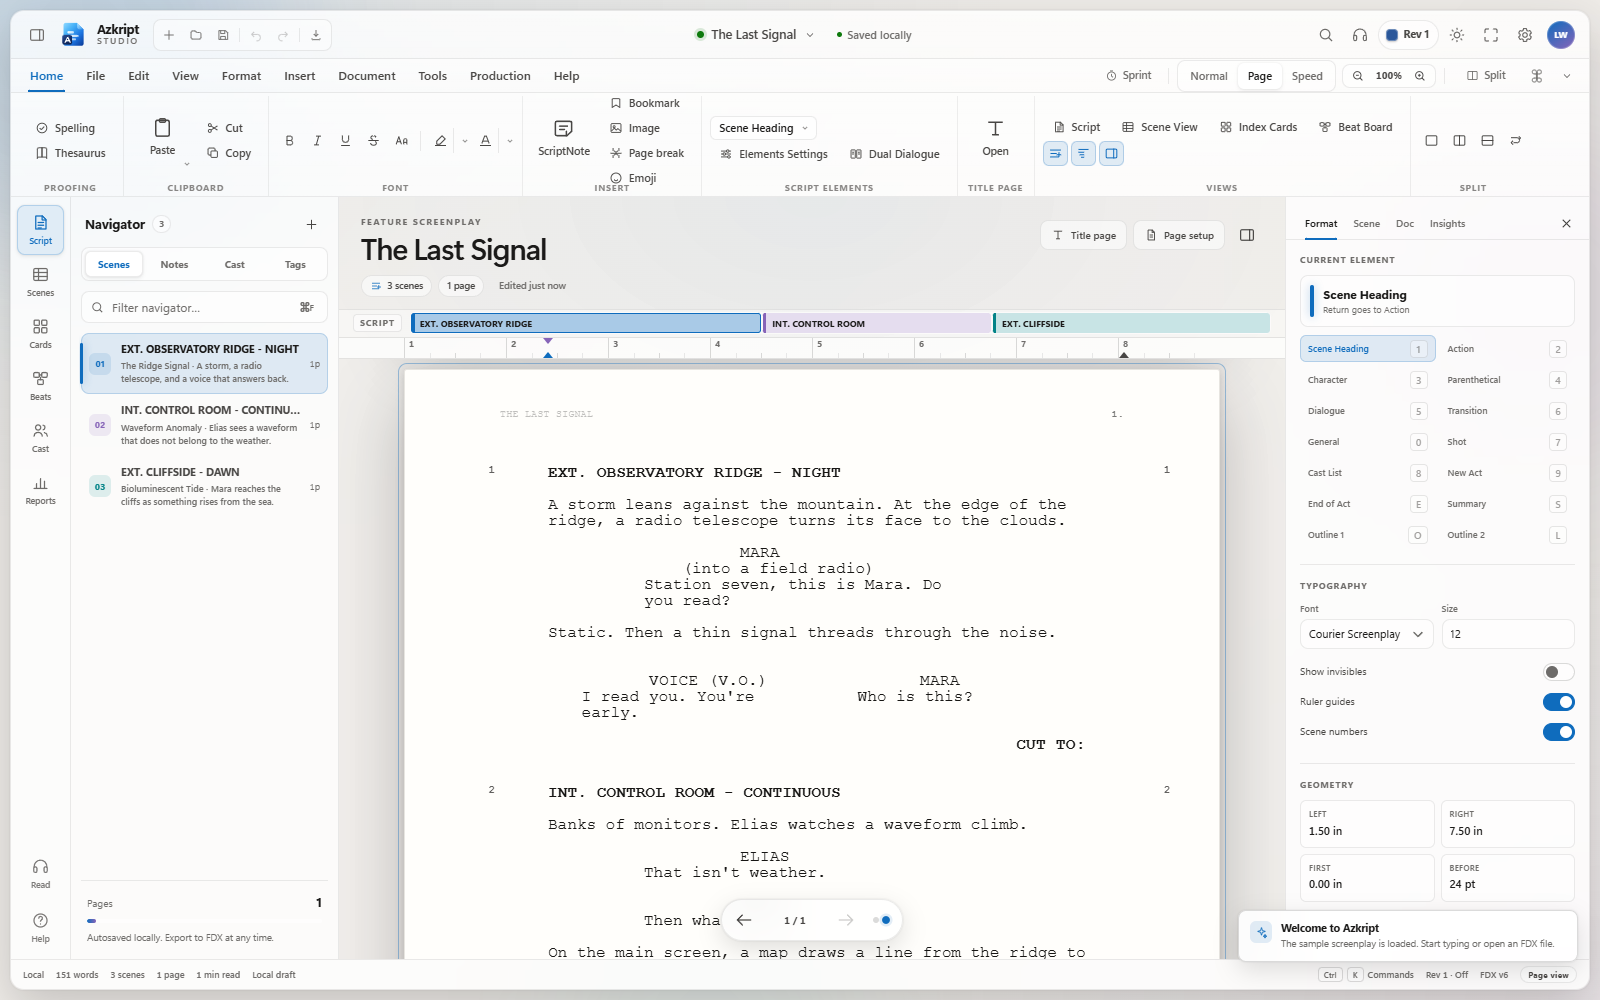 Azkript
STUDIO
The Last Signal
Saved locally
Rev 1
LW
Home File Edit View Format Insert Document Tools Production Help
Sprint
Normal Page Speed
100%
Split
Spelling
Thesaurus
PROOFING
Paste
Cut
Copy
CLIPBOARD
B I U S AA
A
FONT
ScriptNote
Bookmark
Image
Page break
Emoji
INSERT
Scene Heading
Elements Settings
Dual Dialogue
SCRIPT ELEMENTS
Open
TITLE PAGE
Script
Scene View
Index Cards
Beat Board
VIEWS
SPLIT
Script
Scenes
Cards
Beats
Cast
Reports
Read
Help
Navigator 3
Scenes Notes Cast Tags
Filter navigator... ⌘F
01
EXT. OBSERVATORY RIDGE - NIGHT
The Ridge Signal · A storm, a radio
telescope, and a voice that answers back.
1p
02
INT. CONTROL ROOM - CONTINU...
Waveform Anomaly · Elias sees a waveform
that does not belong to the weather.
1p
03
EXT. CLIFFSIDE - DAWN
Bioluminescent Tide · Mara reaches the
cliffs as something rises from the sea.
1p
Pages 1
Autosaved locally. Export to FDX at any time.
FEATURE SCREENPLAY
The Last Signal
3 scenes
1 page
Edited just now
Title page
Page setup
SCRIPT
EXT. OBSERVATORY RIDGE
INT. CONTROL ROOM
EXT. CLIFFSIDE
1 2 3 4 5 6 7 8
THE LAST SIGNAL 1.
1 EXT. OBSERVATORY RIDGE - NIGHT 1
A storm leans against the mountain. At the edge of the
ridge, a radio telescope turns its face to the clouds.
MARA
(into a field radio)
Station seven, this is Mara. Do
you read?
Static. Then a thin signal threads through the noise.
VOICE (V.O.) MARA
I read you. You're Who is this?
early.
CUT TO:
2 INT. CONTROL ROOM - CONTINUOUS 2
Banks of monitors. Elias watches a waveform climb.
ELIAS
That isn't weather.
Then wha
1 / 1
On the main screen, a map draws a line from the ridge to
Format Scene Doc Insights
CURRENT ELEMENT
Scene Heading
Return goes to Action
Scene Heading 1
Action 2
Character 3
Parenthetical 4
Dialogue 5
Transition 6
General 0
Shot 7
Cast List 8
New Act 9
End of Act E
Summary S
Outline 1 O
Outline 2 L
TYPOGRAPHY
Font Size
Courier Screenplay 12
Show invisibles
Ruler guides
Scene numbers
GEOMETRY
LEFT
1.50 in
RIGHT
7.50 in
FIRST
0.00 in
BEFORE
24 pt
Welcome to Azkript
The sample screenplay is loaded. Start typing or open an FDX file.
Local 151 words 3 scenes 1 page 1 min read Local draft
Ctrl K Commands Rev 1 · Off FDX v6 Page view